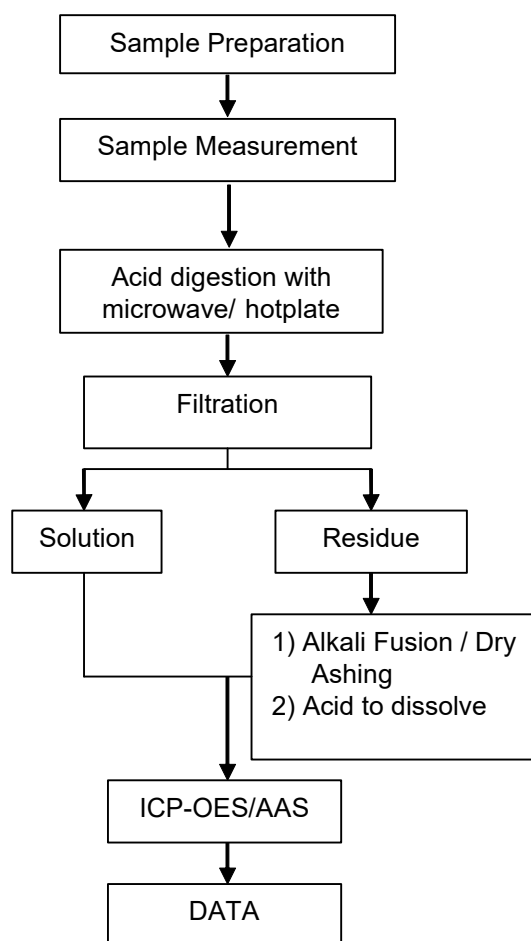 Sample Preparation
Sample Measurement
Acid digestion with
microwave/ hotplate
Filtration
Solution
Residue
1) Alkali Fusion / Dry
Ashing
2) Acid to dissolve
ICP-OES/AAS
DATA